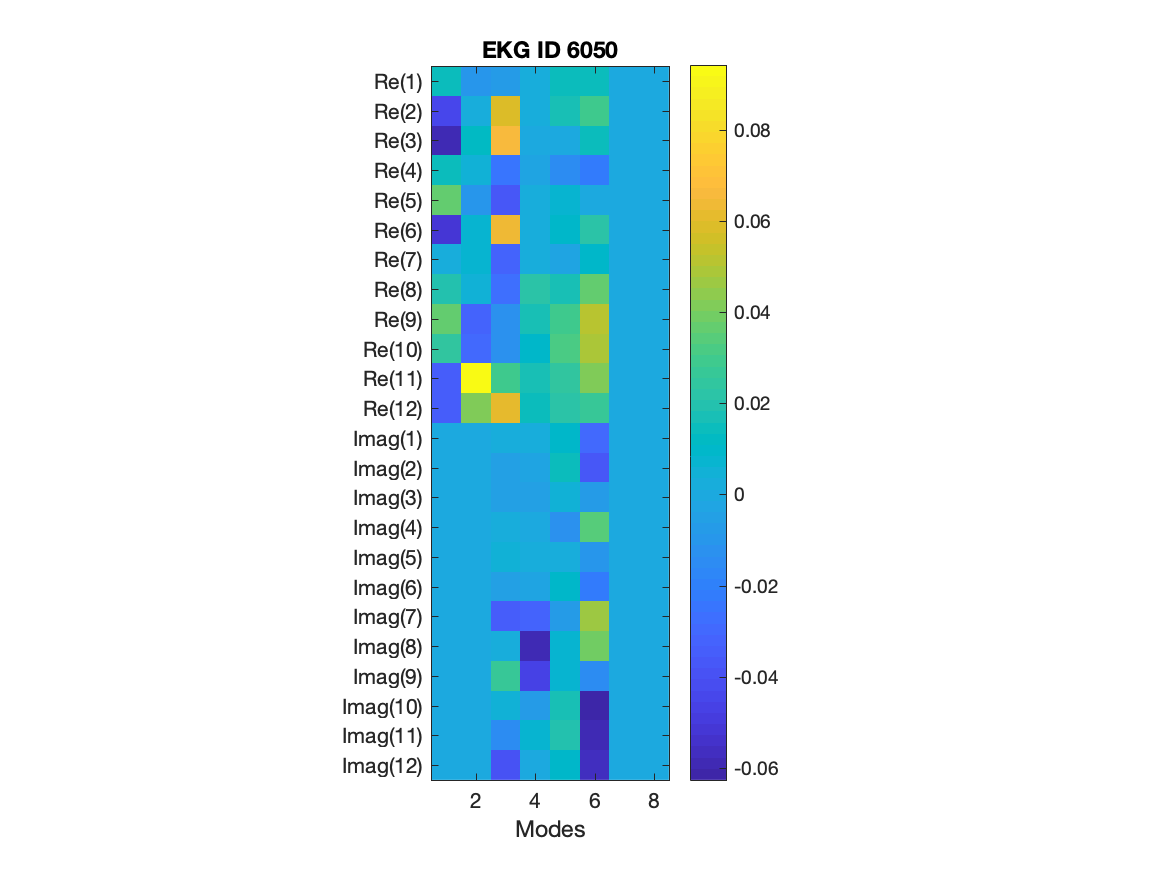 EKG ID 6050
Re(1)
Re(2)
Re(3)
Re(4)
Re(5)
Re(6)
Re(7)
Re(8)
Re(9)
Re(10)
Re(11)
Re(12)
Imag(1)
Imag(2)
Imag(3)
Imag(4)
Imag(5)
Imag(6)
Imag(7)
Imag(8)
Imag(9)
Imag(10)
Imag(11)
Imag(12)
2 4 6 8
Modes
0.08
0.06
0.04
0.02
0
-0.02
-0.04
-0.06